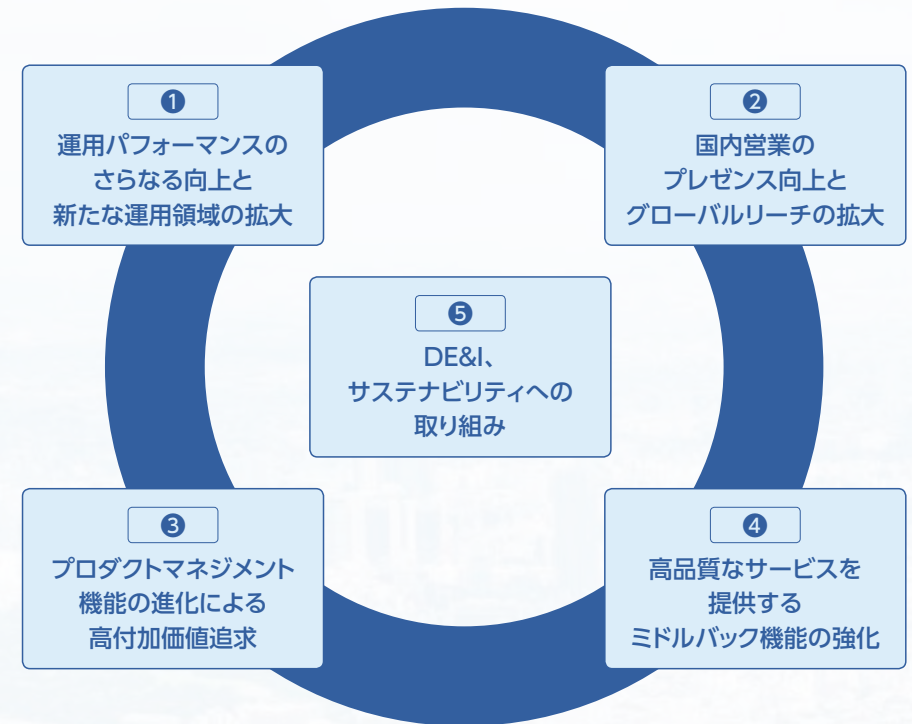 ❶
運用パフォーマンスの
さらなる向上と
新たな運用領域の拡大
❷
国内営業の
プレゼンス向上と
グローバルリーチの拡大
❺
DE&I、
サステナビリティへの
取り組み
❸
プロダクトマネジメント
機能の進化による
高付加価値追求
❹
高品質なサービスを
提供する
ミドルバック機能の強化